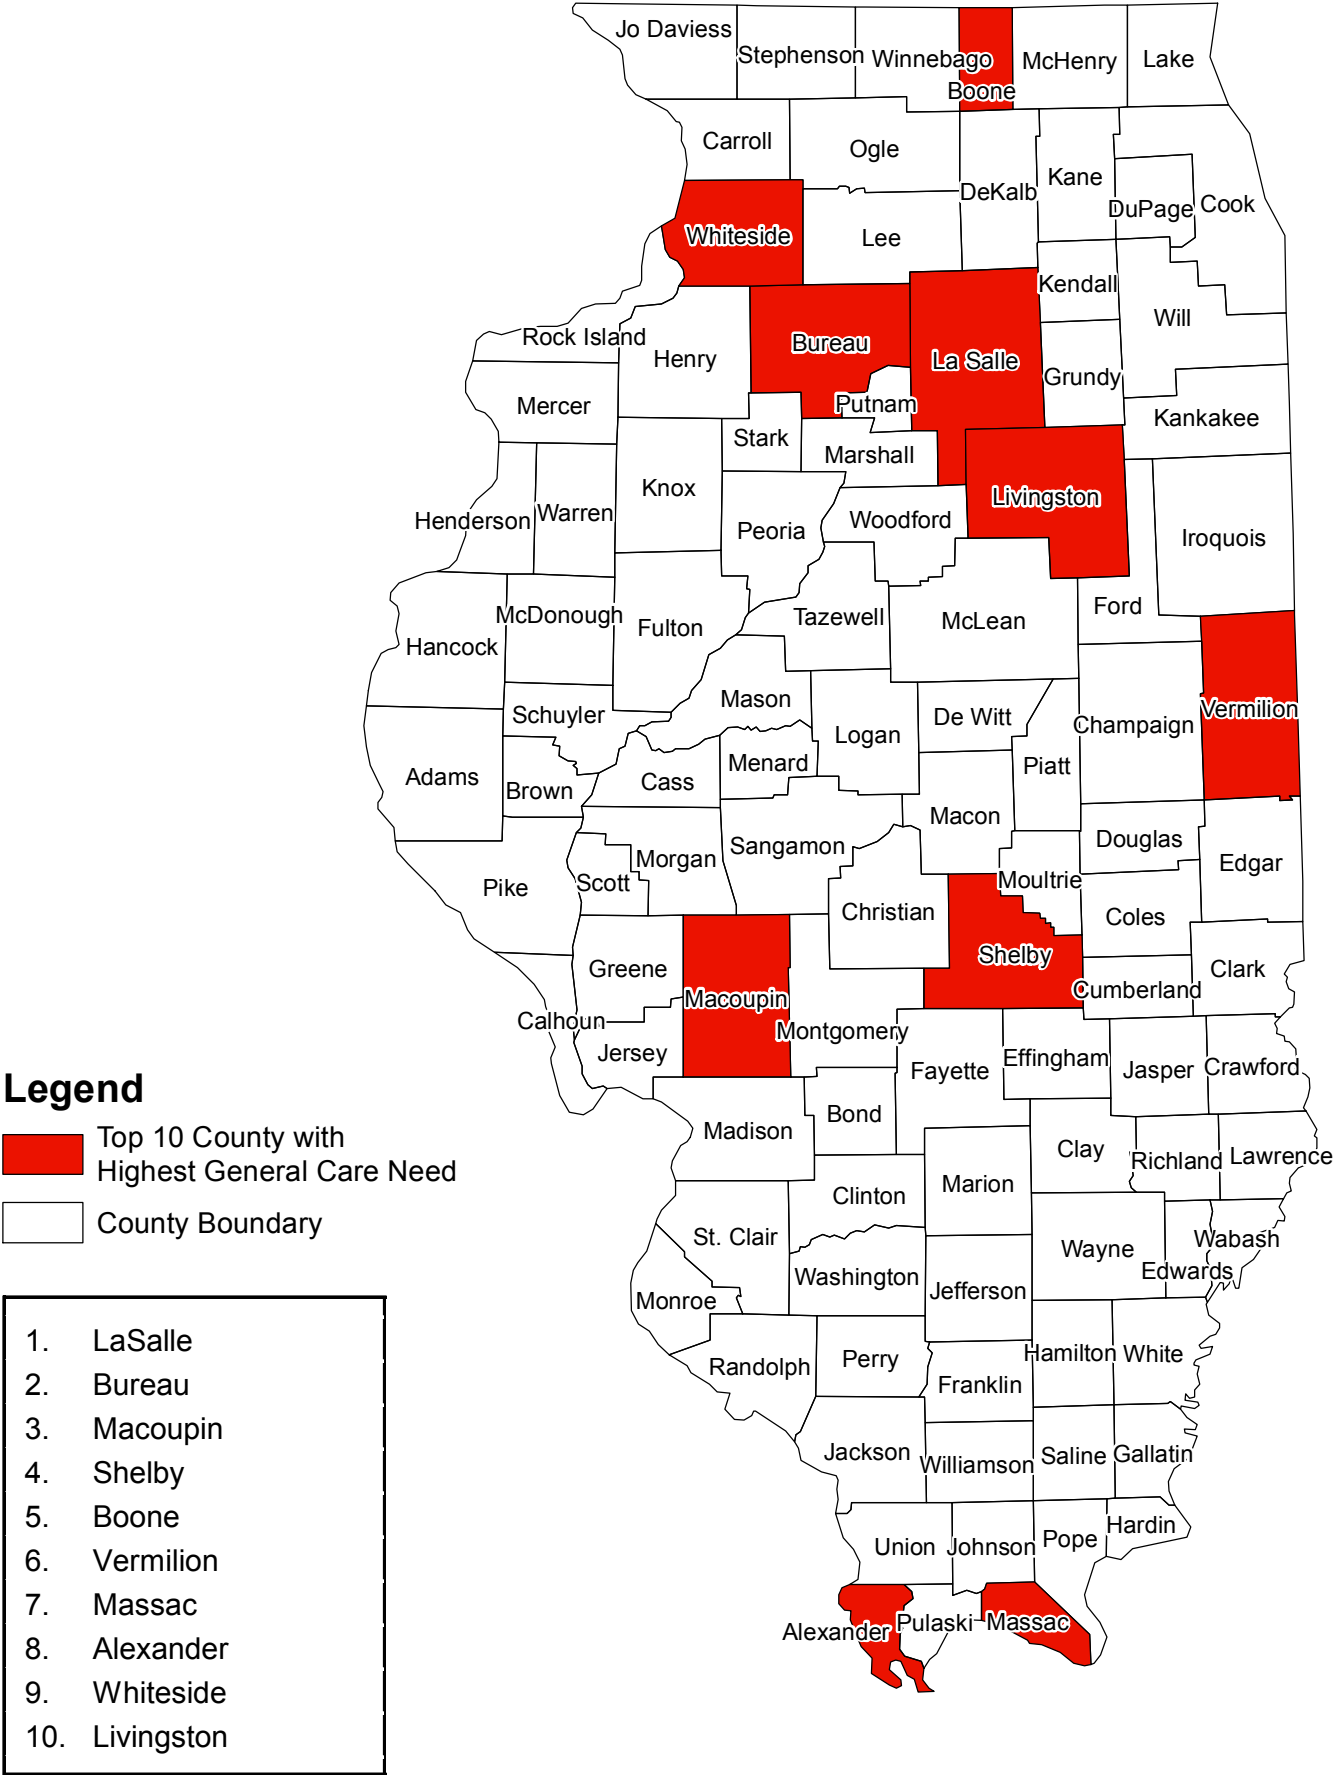 Jo Daviess
Stephenson
Winnebago
Boone
McHenry
Lake
Carroll
Ogle
DeKalb
Kane
DuPage
Cook
Whiteside
Lee
Kendall
Will
Rock Island
Henry
Bureau
La Salle
Grundy
Putnam
Mercer
Stark
Marshall
Kankakee
Knox
Livingston
Henderson
Warren
Peoria
Woodford
Iroquois
McDonough
Fulton
Tazewell
McLean
Ford
Hancock
Mason
Vermilion
Schuyler
Logan
De Witt
Champaign
Adams
Brown
Cass
Menard
Piatt
Macon
Douglas
Edgar
Pike
Scott
Morgan
Sangamon
Moultrie
Christian
Coles
Greene
Shelby
Clark
Macoupin
Cumberland
Calhoun
Montgomery
Jersey
Fayette
Effingham
Jasper
Crawford
Legend
Top 10 County with
Highest General Care Need
County Boundary
Madison
Bond
Clay
Richland
Lawrence
Clinton
Marion
St. Clair
Wayne
Wabash
Edwards
Washington
Jefferson
Monroe
Randolph
Perry
Hamilton
White
Franklin
Jackson
Williamson
Saline
Gallatin
Union
Johnson
Pope
Hardin
Alexander
Pulaski
Massac
1. LaSalle
2. Bureau
3. Macoupin
4. Shelby
5. Boone
6. Vermilion
7. Massac
8. Alexander
9. Whiteside
10. Livingston